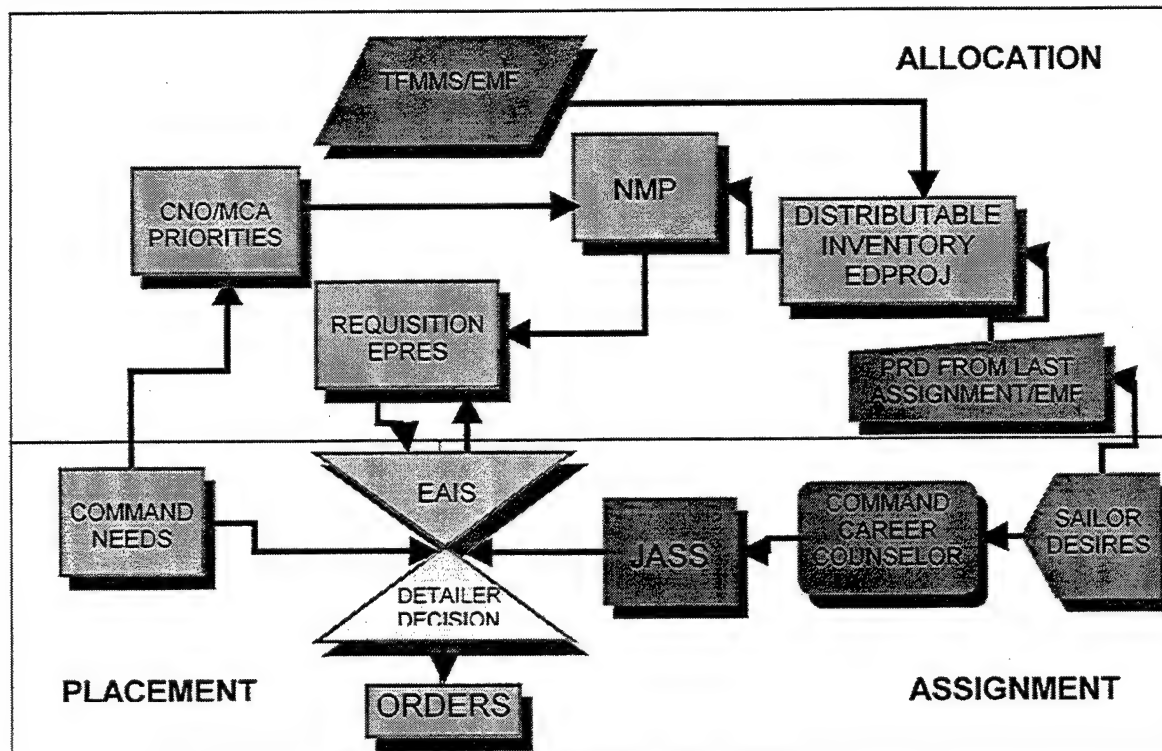 TFMMS/EMF
ALLOCATION
CNO/MCA
PRIORITIES
NMP
DISTRIBUTABLE
INVENTORY
EDPROJ
REQUISITION
EPRES
PRD FROM LAST
ASSIGNMENT/EMF
COMMAND
NEEDS
EAIS
JASS
COMMAND
CAREER
COUNSELOR
SAILOR
DESIRES
DETAILER
DECISION
PLACEMENT
ORDERS
ASSIGNMENT